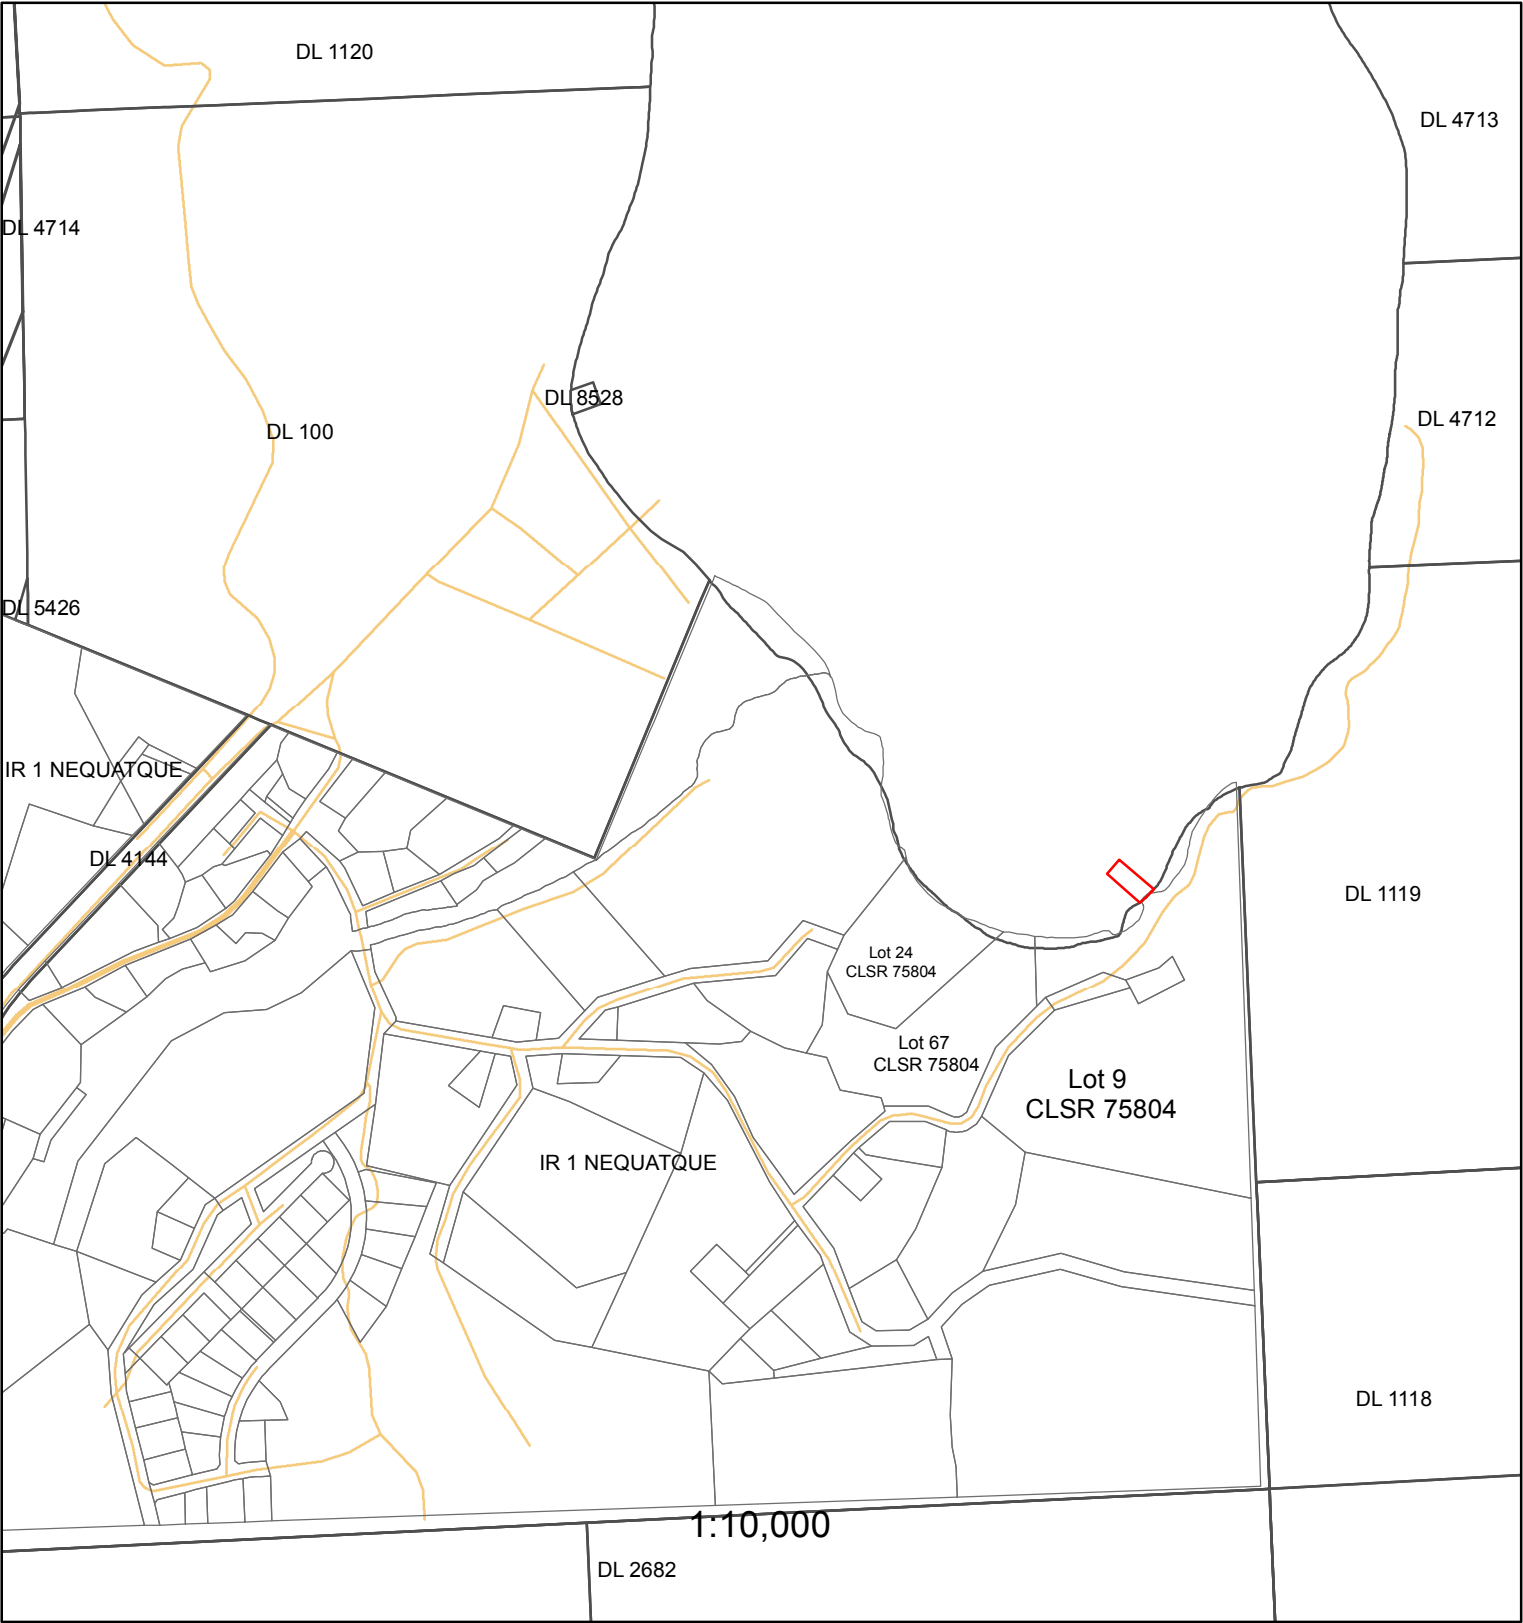 DL 1120
DL 4713
DL 4714
DL 8528
DL 4712
DL 100
DL 5426
IR 1 NEQUATQUE
DL 4144
DL 1119
Lot 24
CLSR 75804
Lot 67
CLSR 75804
Lot 9
CLSR 75804
IR 1 NEQUATQUE
DL 1118
1:10,000
DL 2682